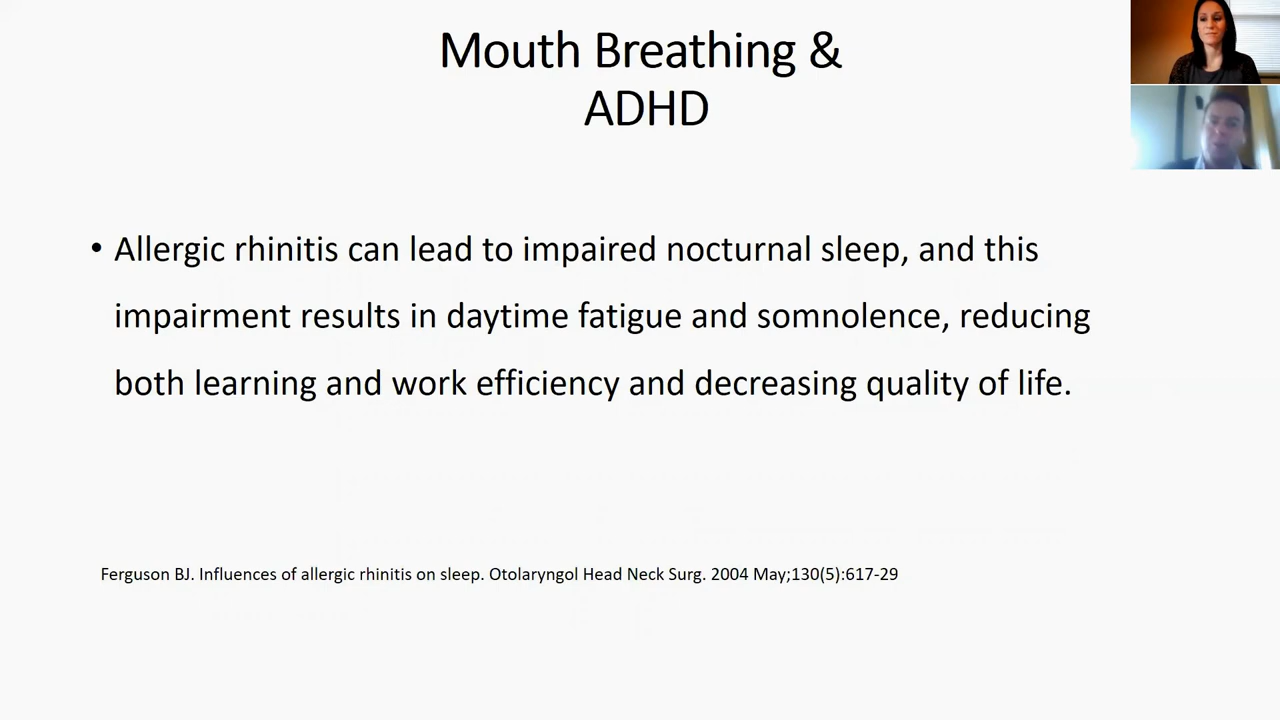 Mouth Breathing &
ADHD
• Allergic rhinitis can lead to impaired nocturnal sleep, and this
impairment results in daytime fatigue and somnolence, reducing
both learning and work efficiency and decreasing quality of life.
Ferguson BJ. Influences of allergic rhinitis on sleep. Otolaryngol Head Neck Surg. 2004 May;130(5):617-29